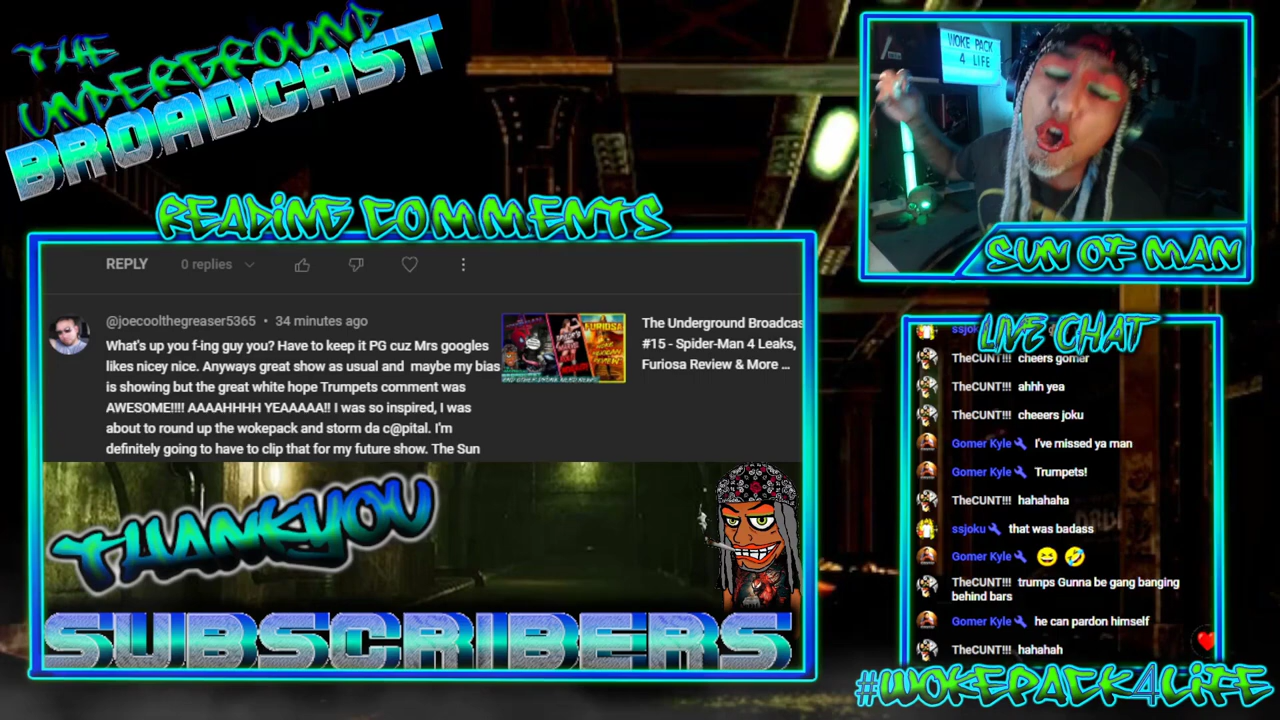 THE
UNDERGROUND
BROADCAST
WOKE PACK
4 LIFE
SUN OF MAN
READING COMMENTS
REPLY 0 replies
@joecoolthegreaser5365 • 34 minutes ago
What's up you f-ing guy you? Have to keep it PG cuz Mrs googles
likes nicey nice. Anyways great show as usual and maybe my bias
is showing but the great white hope Trumpets comment was
AWESOME!!!! AAAAHHHH YEAAAAA!! I was so inspired, I was
about to round up the wokepack and storm da c@pital. I'm
definitely going to have to clip that for my future show. The Sun
FURIOSA
The Underground Broadcas
#15 - Spider-Man 4 Leaks,
Furiosa Review & More ...
THANKYOU
SUBSCRIBERS
LIVE CHAT
ssjok
TheCUNT!!! cheers gomer
TheCUNT!!! ahhh yea
TheCUNT!!! cheeers joku
Gomer Kyle I've missed ya man
Gomer Kyle Trumpets!
TheCUNT!!! hahahaha
ssjoku that was badass
Gomer Kyle 😆 🤣
TheCUNT!!! trumps Gunna be gang banging
behind bars
Gomer Kyle he can pardon himself
TheCUNT!!! hahahah
#WOKEPACK4LIFE